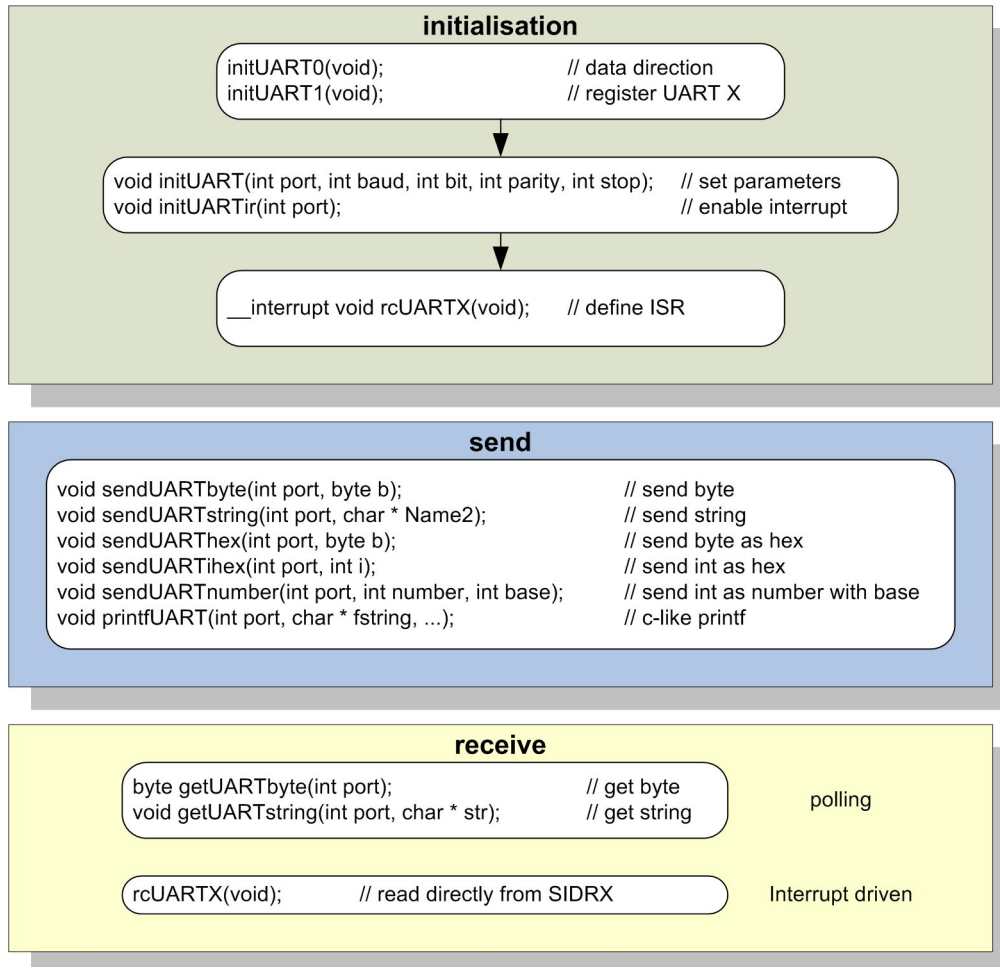 initialisation
initUART0(void); // data direction
initUART1(void); // register UART X
void initUART(int port, int baud, int bit, int parity, int stop); // set parameters
void initUARTir(int port); // enable interrupt
__interrupt void rcUARTX(void); // define ISR
send
void sendUARTbyte(int port, byte b); // send byte
void sendUARTstring(int port, char * Name2); // send string
void sendUARThex(int port, byte b); // send byte as hex
void sendUARTihex(int port, int i); // send int as hex
void sendUARTnumber(int port, int number, int base); // send int as number with base
void printfUART(int port, char * fstring, ...); // c-like printf
receive
byte getUARTbyte(int port); // get byte
void getUARTstring(int port, char * str); // get string
polling
rcUARTX(void); // read directly from SIDRX
Interrupt driven